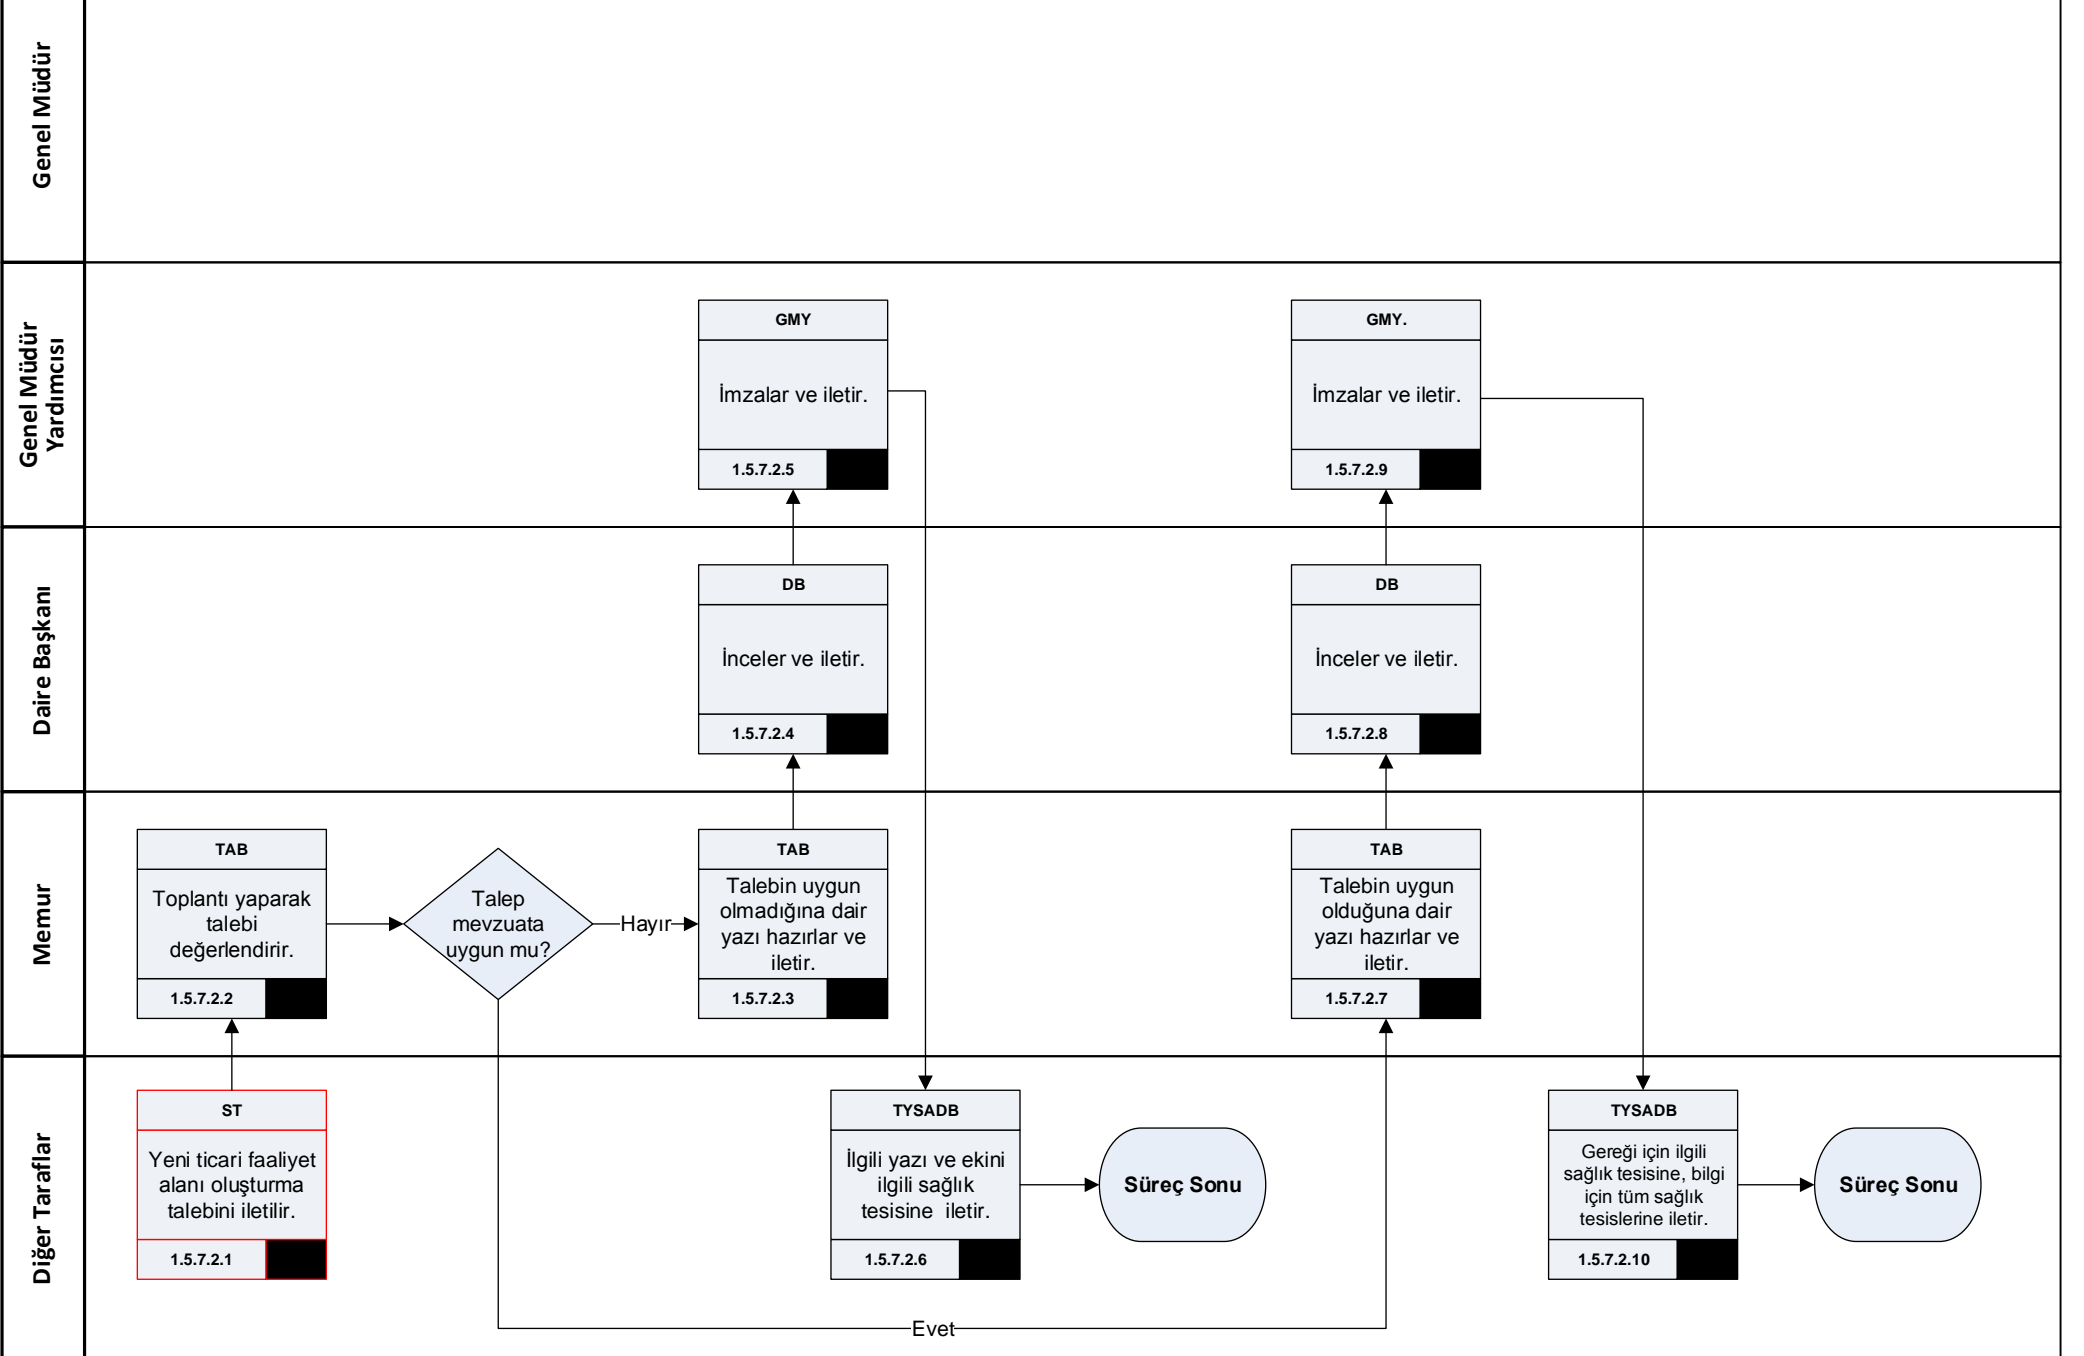 Genel Müdür
Genel Müdür
Yardımcısı
GMY
İmzalar ve iletir.
1.5.7.2.5
GMY.
İmzalar ve iletir.
1.5.7.2.9
Daire Başkanı
DB
İnceler ve iletir.
1.5.7.2.4
DB
İnceler ve iletir.
1.5.7.2.8
Memur
TAB
Toplantı yaparak
talebi
değerlendirir.
1.5.7.2.2
Talep
mevzuata
uygun mu?
Hayır
TAB
Talebin uygun
olmadığına dair
yazı hazırlar ve
iletir.
1.5.7.2.3
TAB
Talebin uygun
olduğuna dair
yazı hazırlar ve
iletir.
1.5.7.2.7
Diğer Taraflar
ST
Yeni ticari faaliyet
alanı oluşturma
talebini iletilir.
1.5.7.2.1
TYSADB
İlgili yazı ve ekini
ilgili sağlık
tesisine  iletir.
1.5.7.2.6
Süreç Sonu
TYSADB
Gereği için ilgili
sağlık tesisine, bilgi
için tüm sağlık
tesislerine iletir.
1.5.7.2.10
Süreç Sonu
Evet